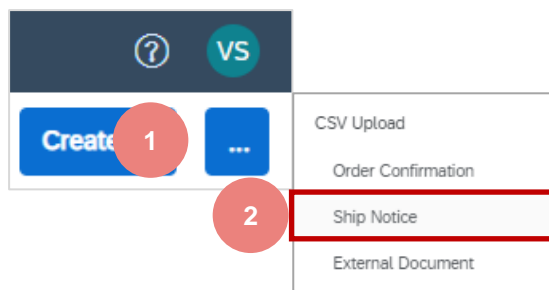 ? VS
Create 1 ...
CSV Upload
Order Confirmation
2 Ship Notice
External Document